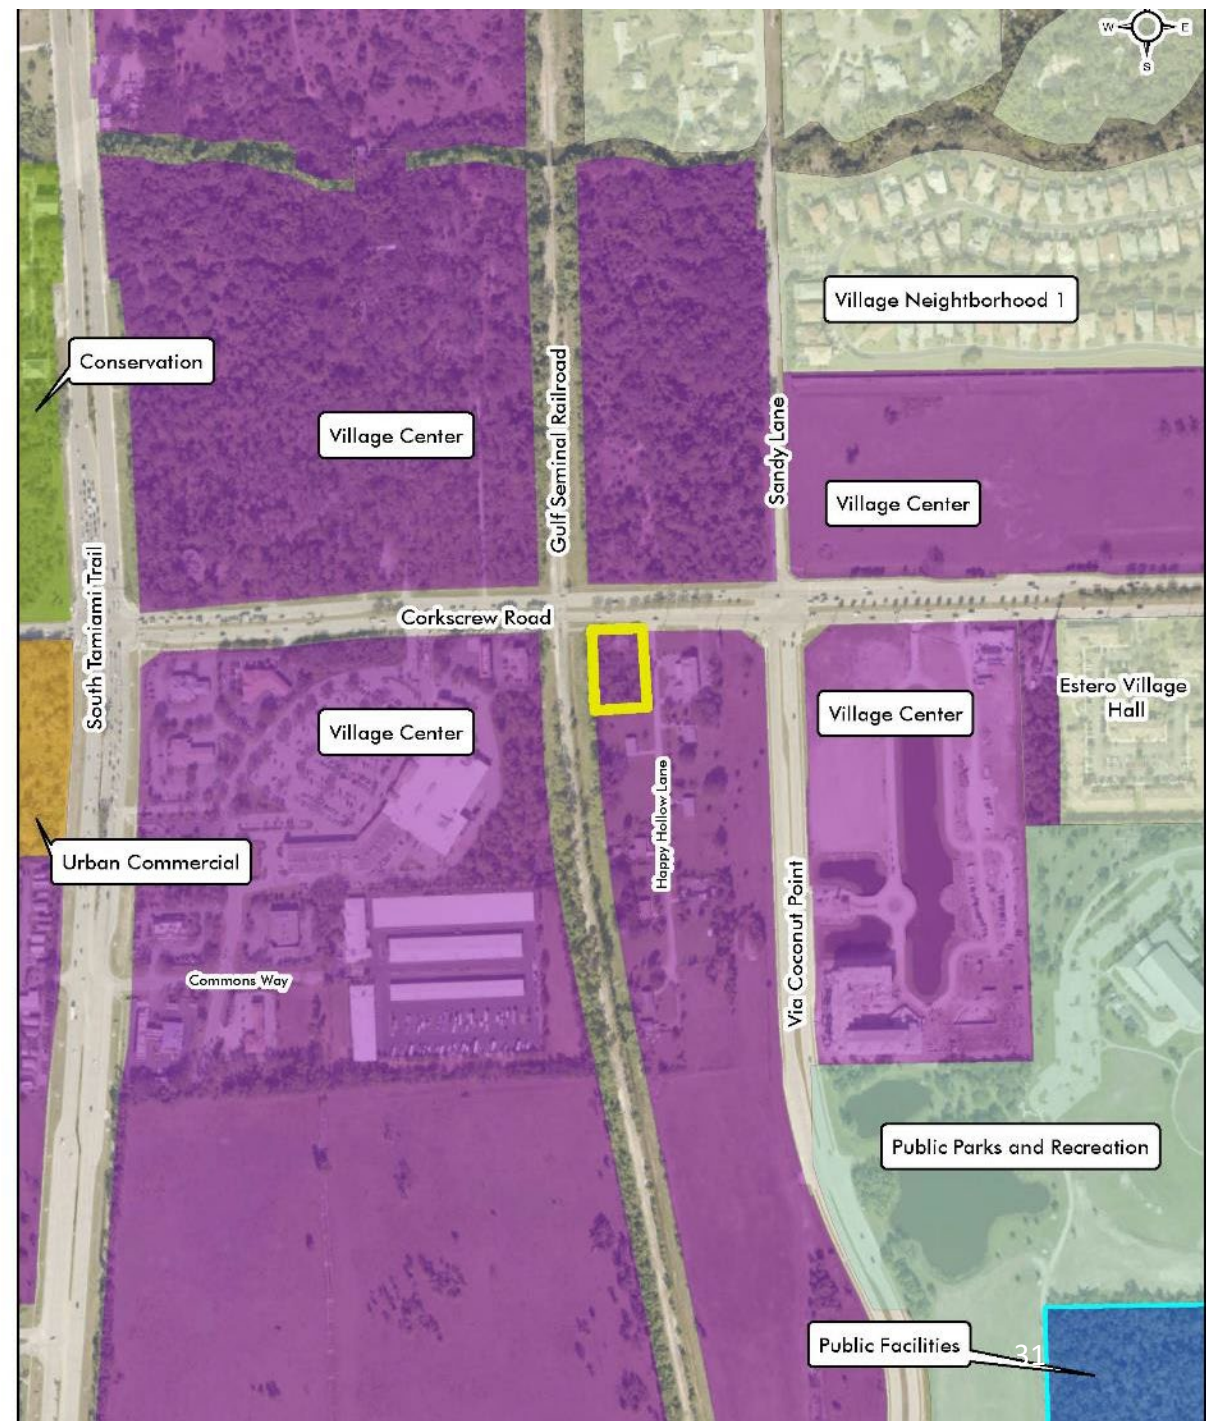 W E
S
Village Neightborhood 1
Conservation
Village Center
Gulf Seminal Railroad
Sandy Lane
Village Center
South Tamiami Trail
Corkscrew Road
Estero Village
Hall
Village Center
Village Center
Happy Hollow Lane
Urban Commercial
Via Coconut Point
Commons Way
Public Parks and Recreation
Public Facilities
31